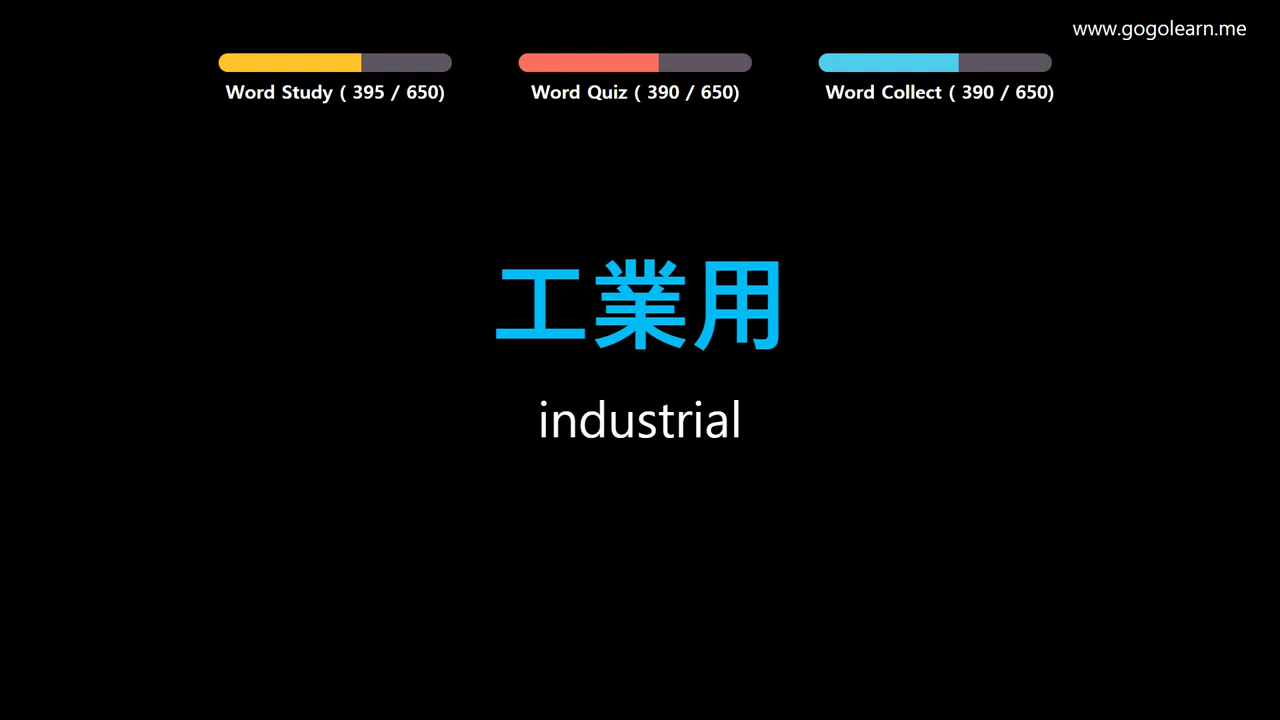 www.gogolearn.me
Word Study ( 395 / 650)
Word Quiz ( 390 / 650)
Word Collect ( 390 / 650)
工業用
industrial